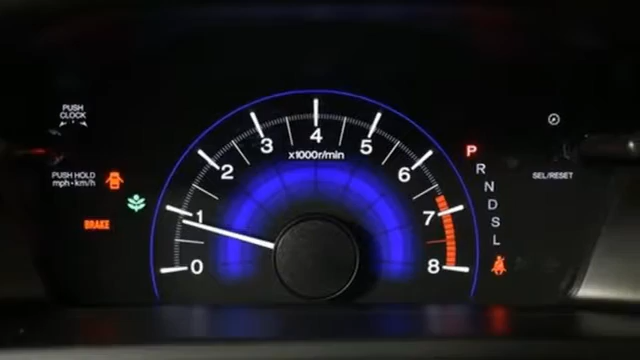 PUSH
CLOCK
PUSH HOLD
mph·km/h
BRAKE
0
1
2
3
4
5
6
7
8
x1000r/min
P
R
N
D
S
L
SEL/RESET